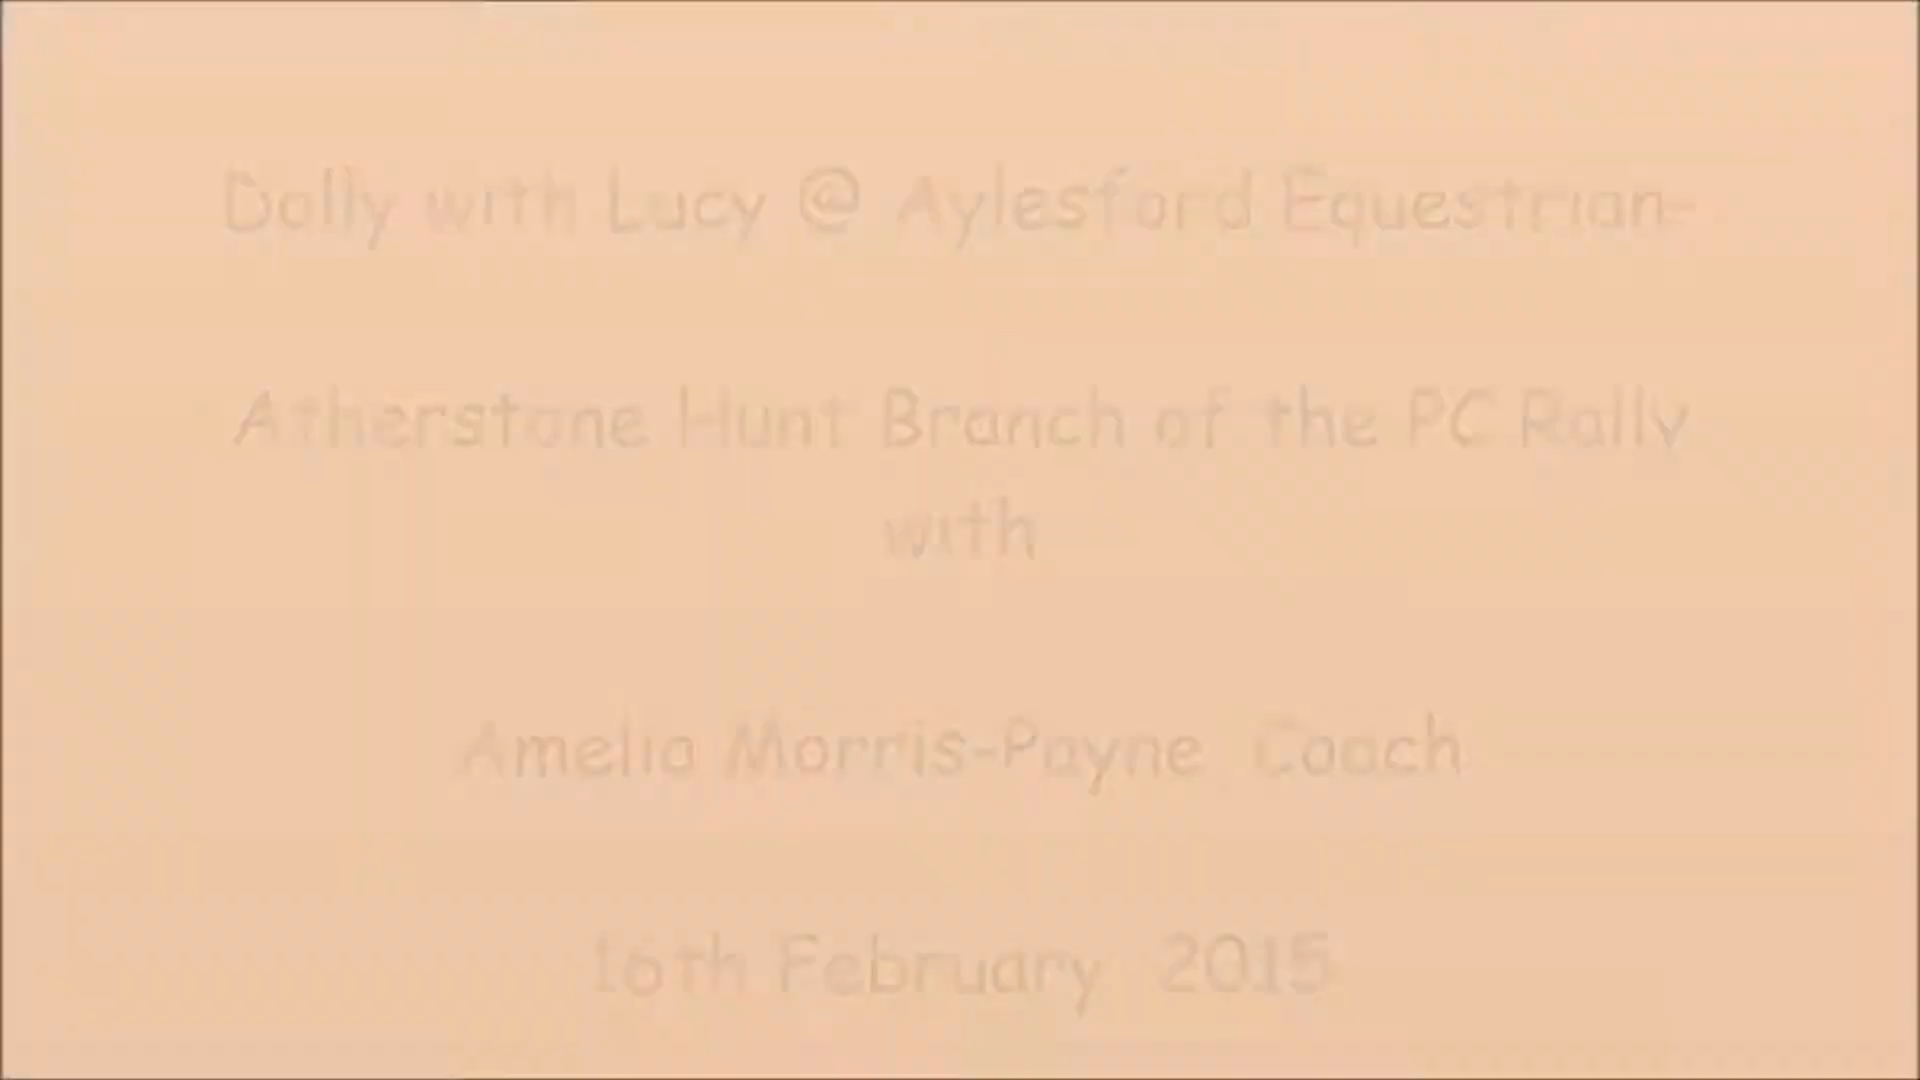 Dolly with Lucy @ Aylesford Equestrian-
Atherstone Hunt Branch of the PC Rally
with
Amelia Morris-Payne Coach
16th February 2015